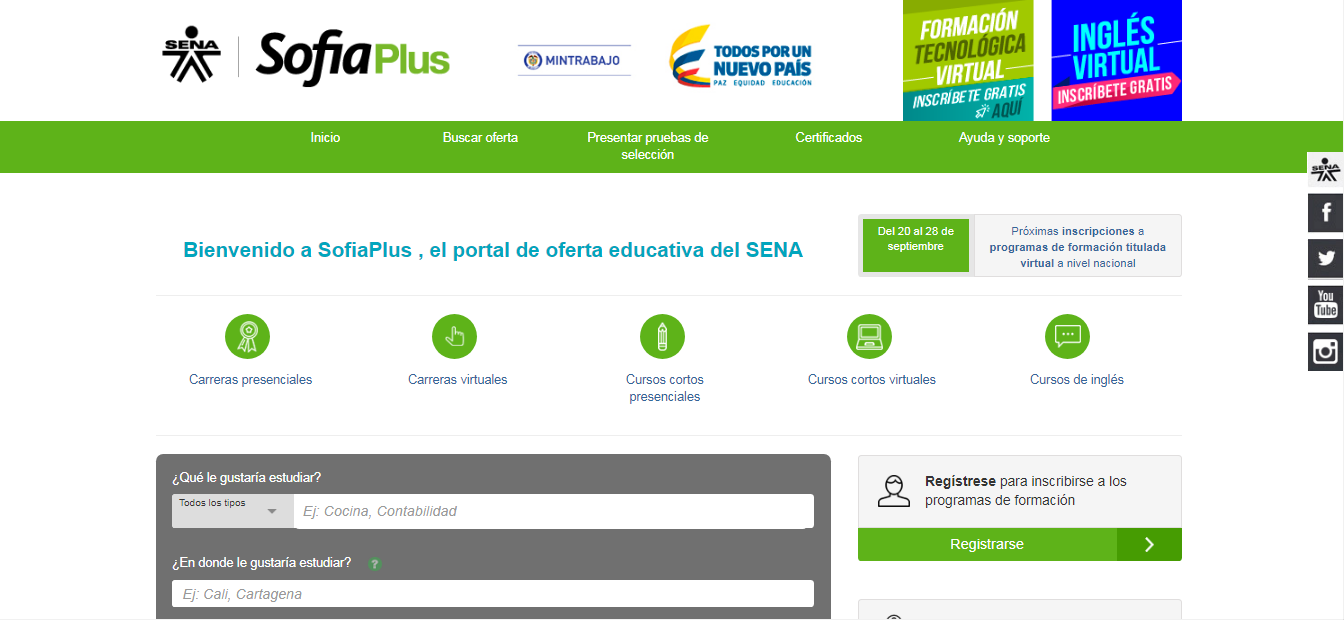 SENA
SofiaPlus
MINTRABAJO
TODOS POR UN
NUEVO PAÍS
PAZ EQUIDAD EDUCACIÓN
FORMACIÓN
TECNOLÓGICA
VIRTUAL
INSCRÍBETE GRATIS
AQUÍ
INGLÉS
VIRTUAL
INSCRÍBETE GRATIS
Inicio
Buscar oferta
Presentar pruebas de
selección
Certificados
Ayuda y soporte
SENA
You
Tube
Bienvenido a SofiaPlus , el portal de oferta educativa del SENA
Del 20 al 28 de
septiembre
Próximas inscripciones a
programas de formación titulada
virtual a nivel nacional
Carreras presenciales
Carreras virtuales
Cursos cortos
presenciales
Cursos cortos virtuales
Cursos de inglés
¿Qué le gustaría estudiar?
Todos los tipos
Ej: Cocina, Contabilidad
¿En donde le gustaría estudiar? ?
Ej: Cali, Cartagena
Regístrese para inscribirse a los
programas de formación
Registrarse